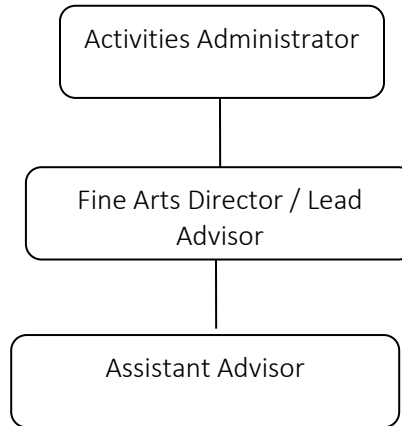 Activities Administrator
Fine Arts Director / Lead
Advisor
Assistant Advisor